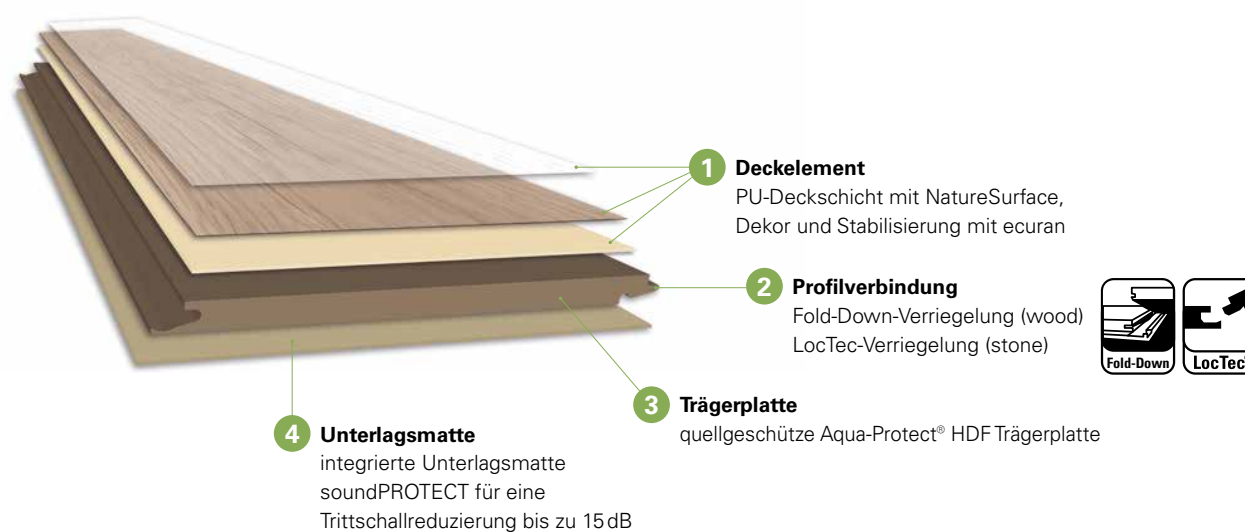 1 Deckelement
PU-Deckschicht mit NatureSurface,
Dekor und Stabilisierung mit ecuran
2 Profilverbindung
Fold-Down-Verriegelung (wood)
LocTec-Verriegelung (stone)
Fold-Down
LocTec
3 Trägerplatte
quellgeschütze Aqua-Protect® HDF Trägerplatte
4 Unterlagsmatte
integrierte Unterlagsmatte
soundPROTECT für eine
Trittschallreduzierung bis zu 15 dB